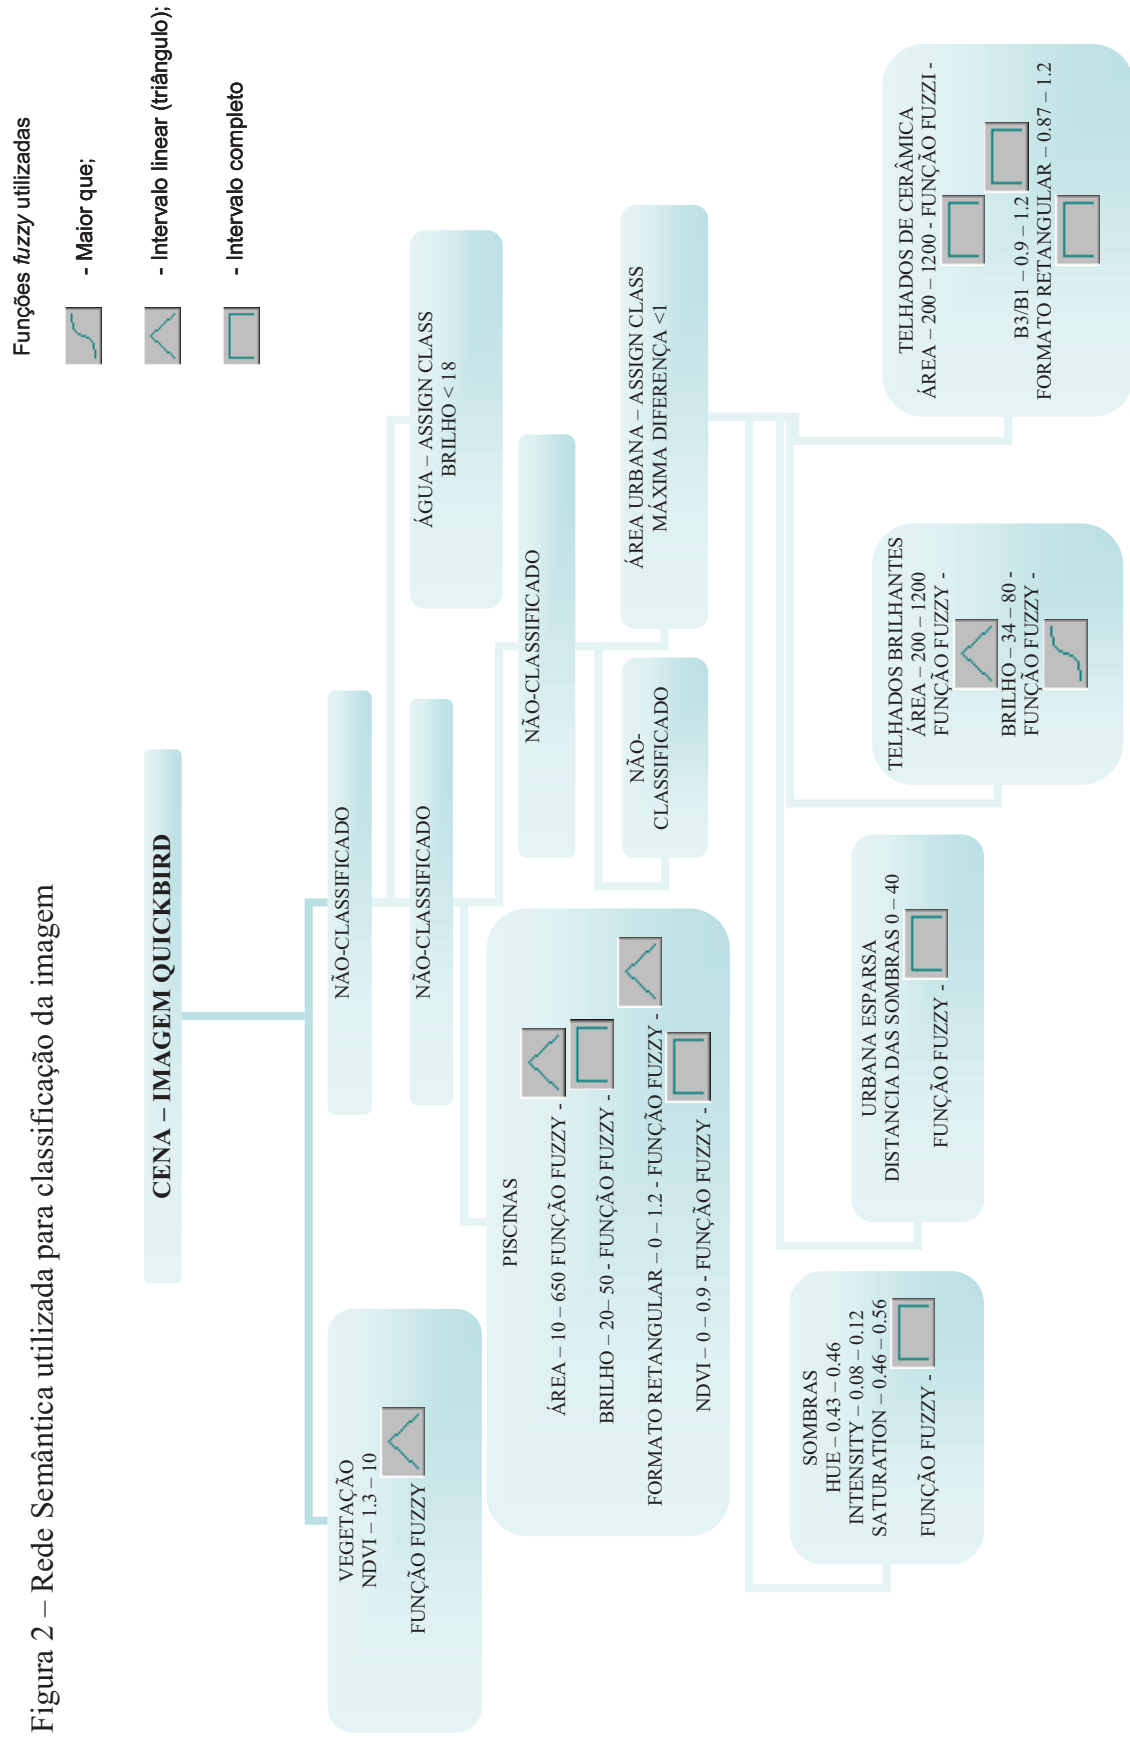 Figura 2 – Rede Semântica utilizada para classificação da imagem
Funções fuzzy utilizadas
- Maior que;
- Intervalo linear (triângulo);
- Intervalo completo
CENA – IMAGEM QUICKBIRD
VEGETAÇÃO
NDVI – 1.3 – 10
FUNÇÃO FUZZY
NÃO-CLASSIFICADO
NÃO-CLASSIFICADO
ÁGUA – ASSIGN CLASS
BRILHO < 18
PISCINAS
ÁREA – 10 – 650 FUNÇÃO FUZZY -
BRILHO – 20– 50 - FUNÇÃO FUZZY -
FORMATO RETANGULAR – 0 – 1.2 - FUNÇÃO FUZZY -
NDVI – 0 – 0.9 - FUNÇÃO FUZZY -
NÃO-CLASSIFICADO
NÃO-
CLASSIFICADO
ÁREA URBANA – ASSIGN CLASS
MÁXIMA DIFERENÇA <1
SOMBRAS
HUE – 0.43 – 0.46
INTENSITY – 0.08 – 0.12
SATURATION – 0.46 – 0.56
FUNÇÃO FUZZY -
URBANA ESPARSA
DISTANCIA DAS SOMBRAS 0 – 40
FUNÇÃO FUZZY -
TELHADOS BRILHANTES
ÁREA – 200 – 1200
FUNÇÃO FUZZY -
BRILHO – 34 – 80 -
FUNÇÃO FUZZY -
TELHADOS DE CERÂMICA
ÁREA – 200 – 1200 - FUNÇÃO FUZZI -
B3/B1 – 0.9 – 1.2
FORMATO RETANGULAR – 0.87 – 1.2